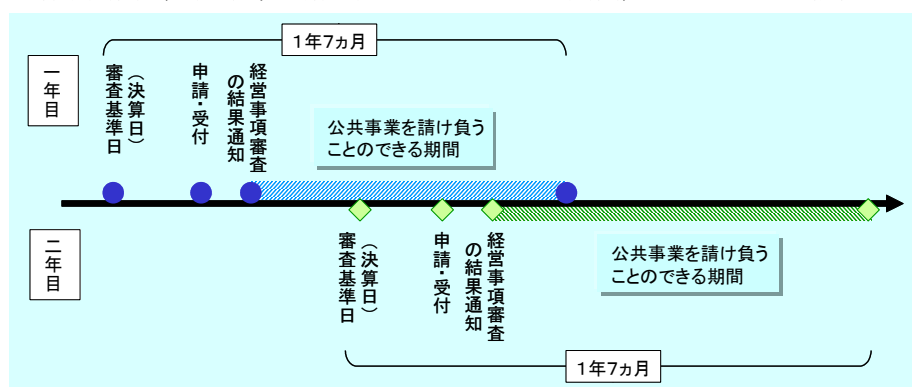 1年7ヵ月
一年目
審査基準日
（決算日）
申請・受付
経営事項審査
の結果通知
公共事業を請け負う
ことのできる期間
二年目
審査基準日
（決算日）
申請・受付
経営事項審査
の結果通知
公共事業を請け負う
ことのできる期間
1年7ヵ月